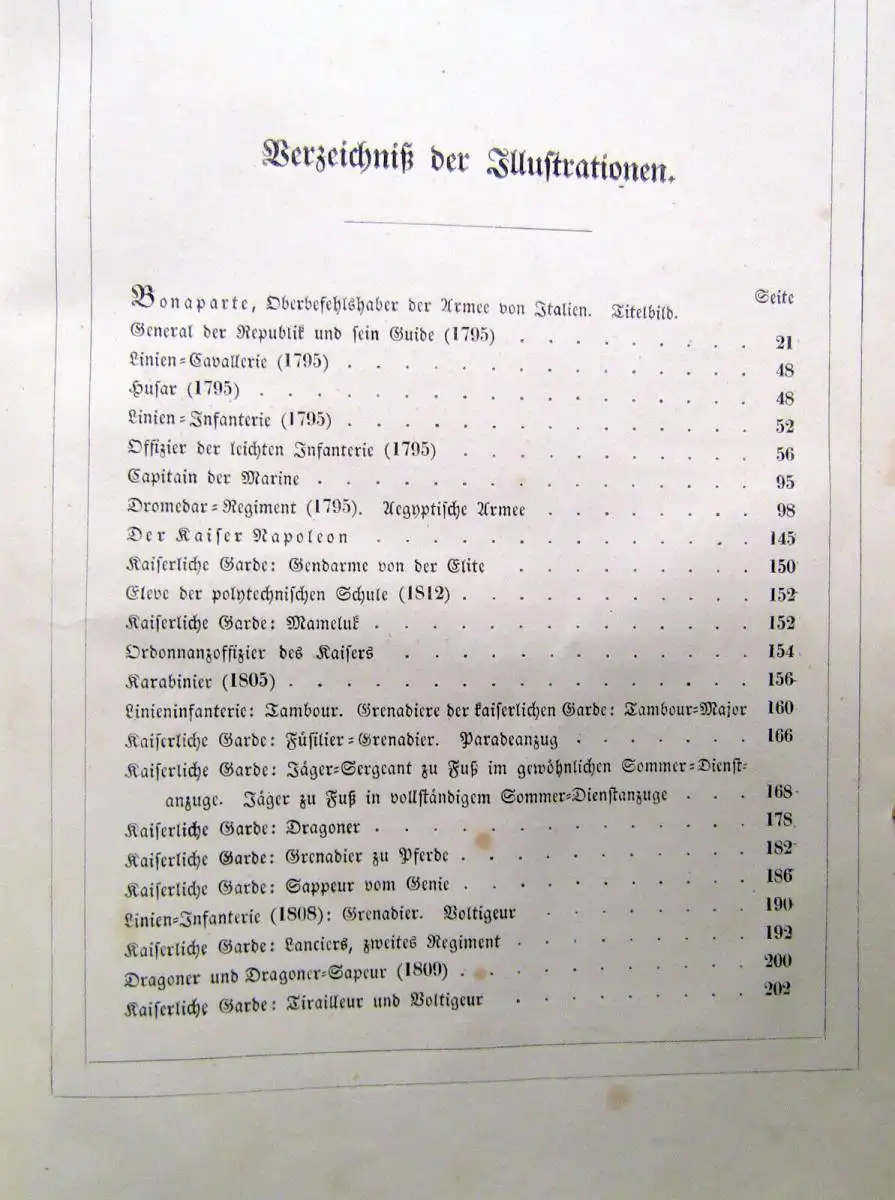 Verzeichniß der Illustrationen.
Seite
Bonaparte, Oberbefehlshaber der Armee von Italien. Titelbild.
General der Republik und sein Guide (1795) . . . . . . . . 21
Linien=Cavallerie (1795) . . . . . . . . . . . . . . 48
Husar (1795) . . . . . . . . . . . . . . . . . 48
Linien=Infanterie (1795) . . . . . . . . . . . . . . 52
Offizier der leichten Infanterie (1795) . . . . . . . . . . 56
Capitain der Marine . . . . . . . . . . . . . . . 95
Dromedar=Regiment (1795). Aegyptische Armee . . . . . . . 98
Der Kaiser Napoleon . . . . . . . . . . . . . 145
Kaiserliche Garde: Gendarme von der Elite . . . . . . . . 150
Eleve der polytechnischen Schule (1812) . . . . . . . . . . 152
Kaiserliche Garde: Mameluk . . . . . . . . . . . . . 152
Ordonnanzoffizier des Kaisers . . . . . . . . . . . . 154
Karabinier (1805) . . . . . . . . . . . . . . . . 156
Linieninfanterie: Tambour. Grenadiere der kaiserlichen Garde: Tambour=Major 160
Kaiserliche Garde: Füsilier=Grenadier. Paradeanzug . . . . . . 166
Kaiserliche Garde: Jäger=Sergeant zu Fuß im gewöhnlichen Sommer=Dienst=
anzuge. Jäger zu Fuß in vollständigem Sommer=Dienstanzuge . . . 168
Kaiserliche Garde: Dragoner . . . . . . . . . . . . . 178
Kaiserliche Garde: Grenadier zu Pferde . . . . . . . . . . 182
Kaiserliche Garde: Sappeur vom Genie . . . . . . . . . . 186
Linien=Infanterie (1808): Grenadier. Voltigeur . . . . . . . 190
Kaiserliche Garde: Lanciers, zweites Regiment . . . . . . . . 192
Dragoner und Dragoner=Sapeur (1809) . . . . . . . . . . 200
Kaiserliche Garde: Tirailleur und Voltigeur . . . . . . . . 202